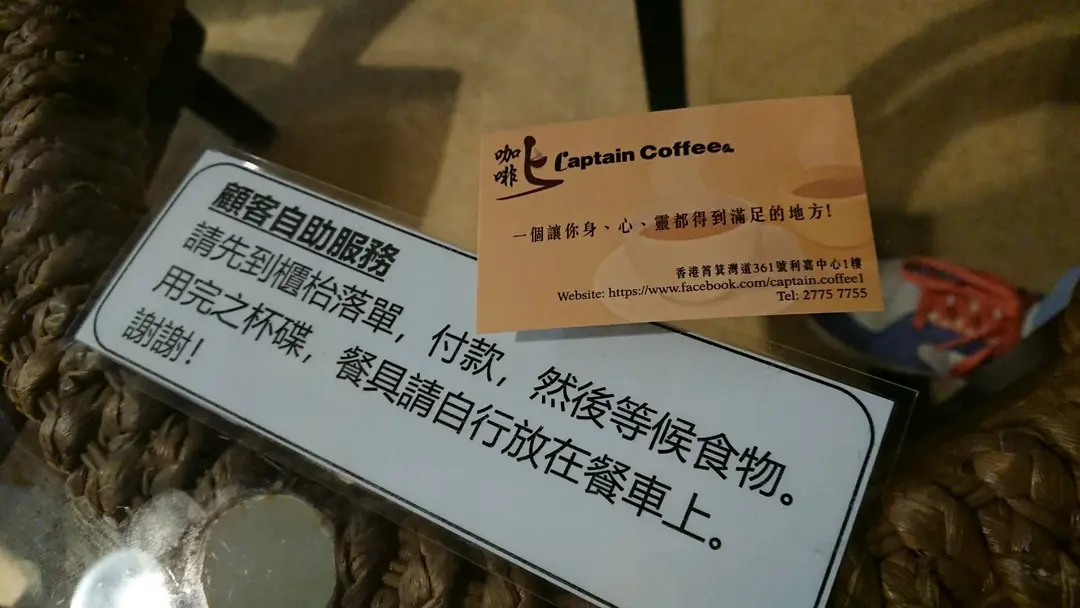 顧客自助服務
請先到櫃枱落單，付款，然後等候食物。
用完之杯碟，餐具請自行放在餐車上。
謝謝！
咖啡 Captain Coffee
一個讓你身、心、靈都得到滿足的地方!
香港筲箕灣道361號利嘉中心1樓
Website: https://www.facebook.com/captain.coffee1
Tel: 2775 7755